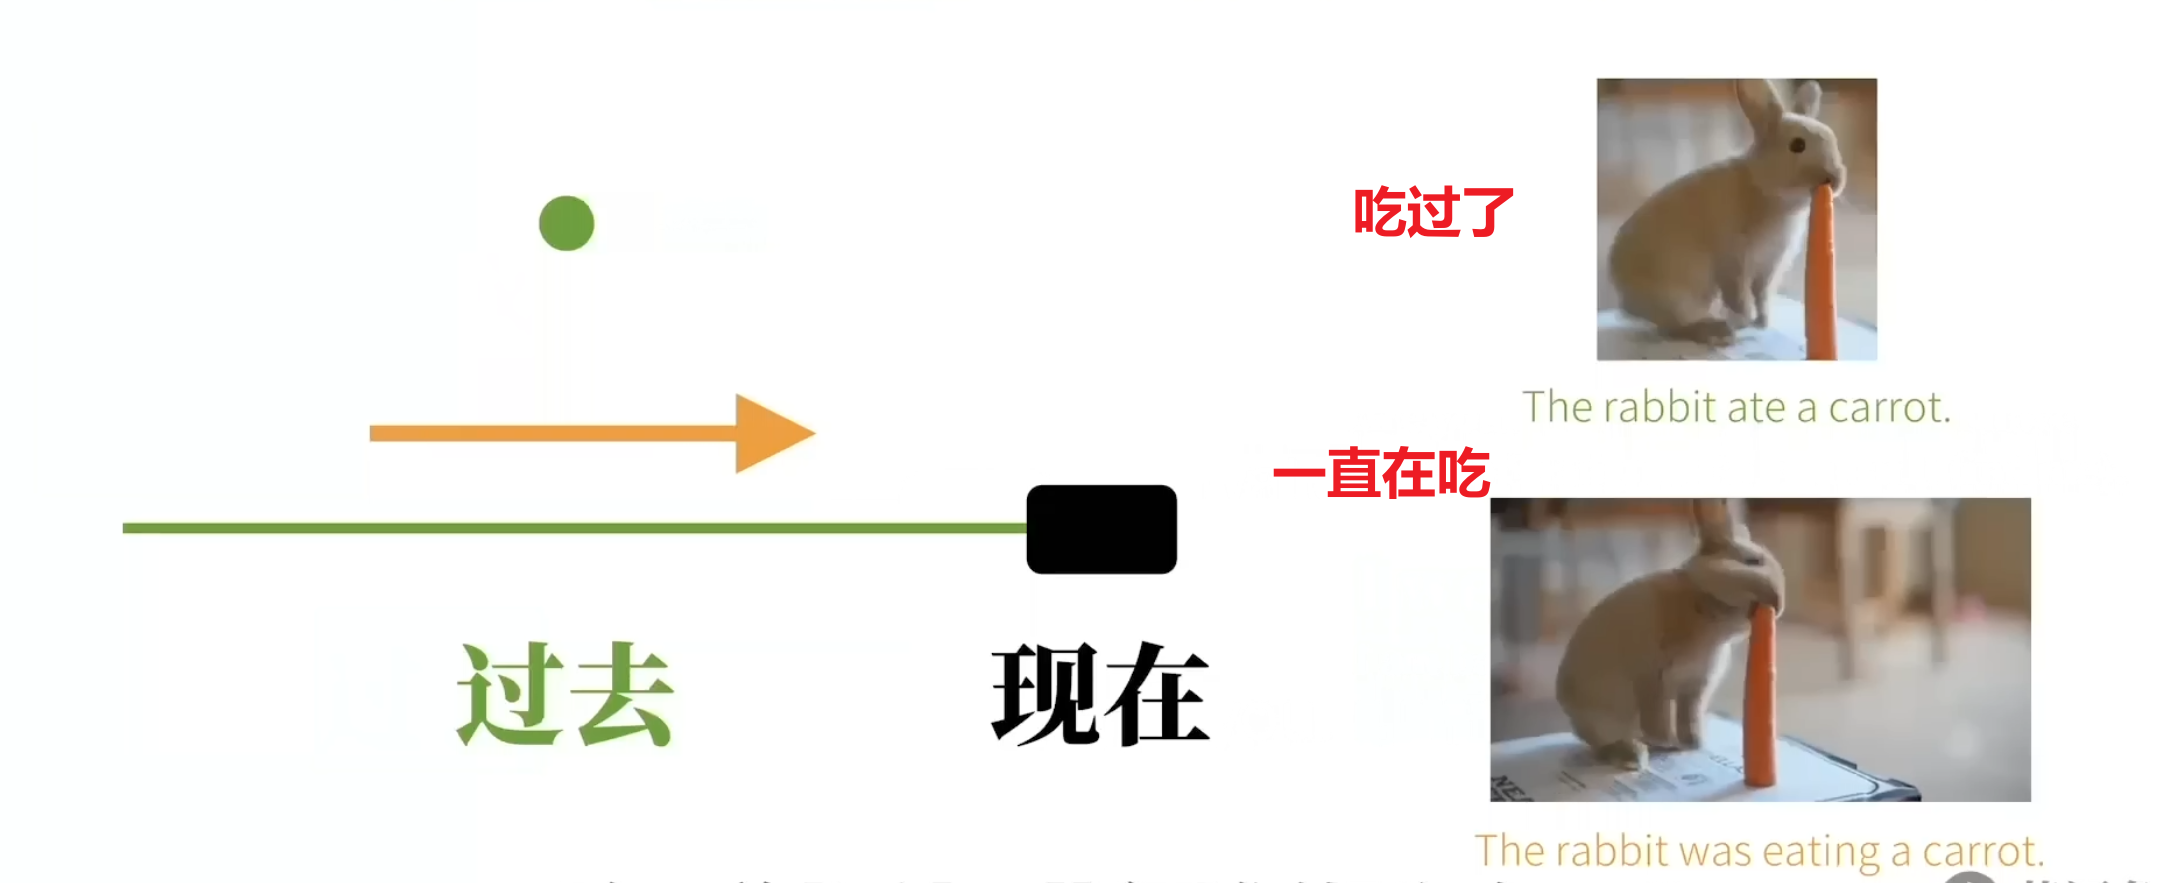 吃过了
The rabbit ate a carrot.
一直在吃
过去
现在
The rabbit was eating a carrot.